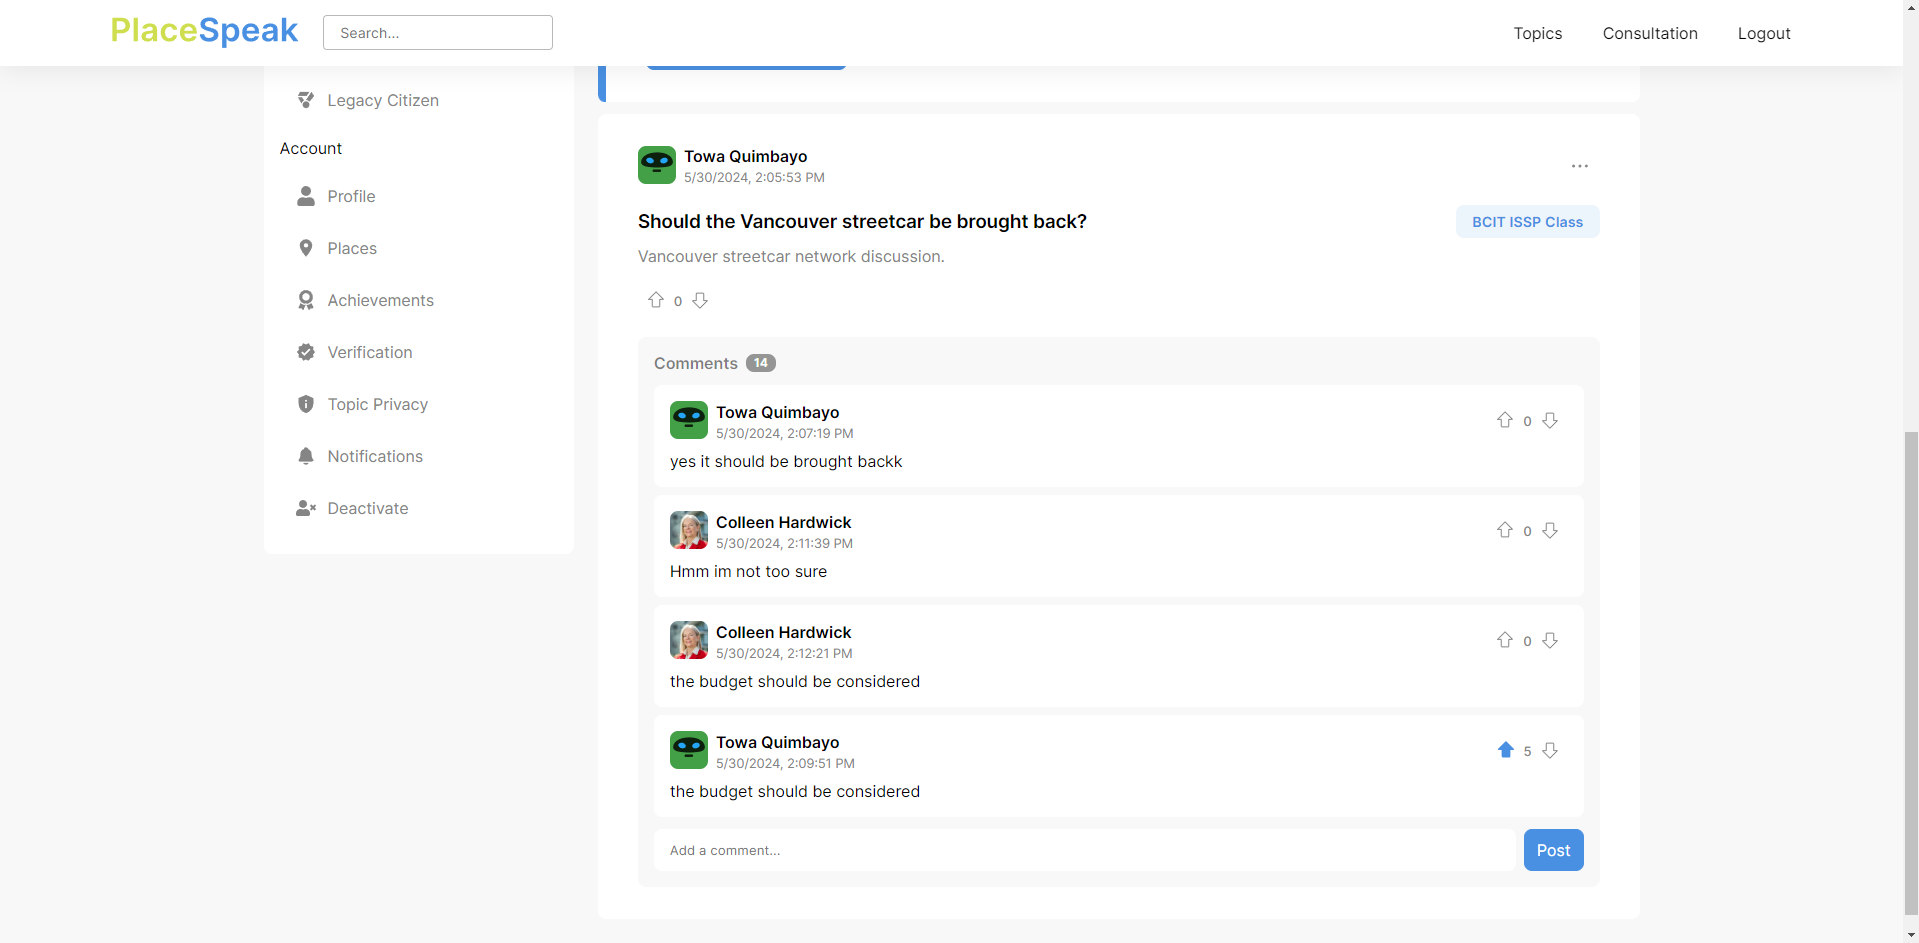 PlaceSpeak
Search...
Topics
Consultation
Logout
Legacy Citizen
Account
Profile
Places
Achievements
Verification
Topic Privacy
Notifications
Deactivate
Towa Quimbayo
5/30/2024, 2:05:53 PM
...
Should the Vancouver streetcar be brought back?
BCIT ISSP Class
Vancouver streetcar network discussion.
0
Comments 14
Towa Quimbayo
5/30/2024, 2:07:19 PM
0
yes it should be brought backk
Colleen Hardwick
5/30/2024, 2:11:39 PM
0
Hmm im not too sure
Colleen Hardwick
5/30/2024, 2:12:21 PM
0
the budget should be considered
Towa Quimbayo
5/30/2024, 2:09:51 PM
5
the budget should be considered
Add a comment...
Post